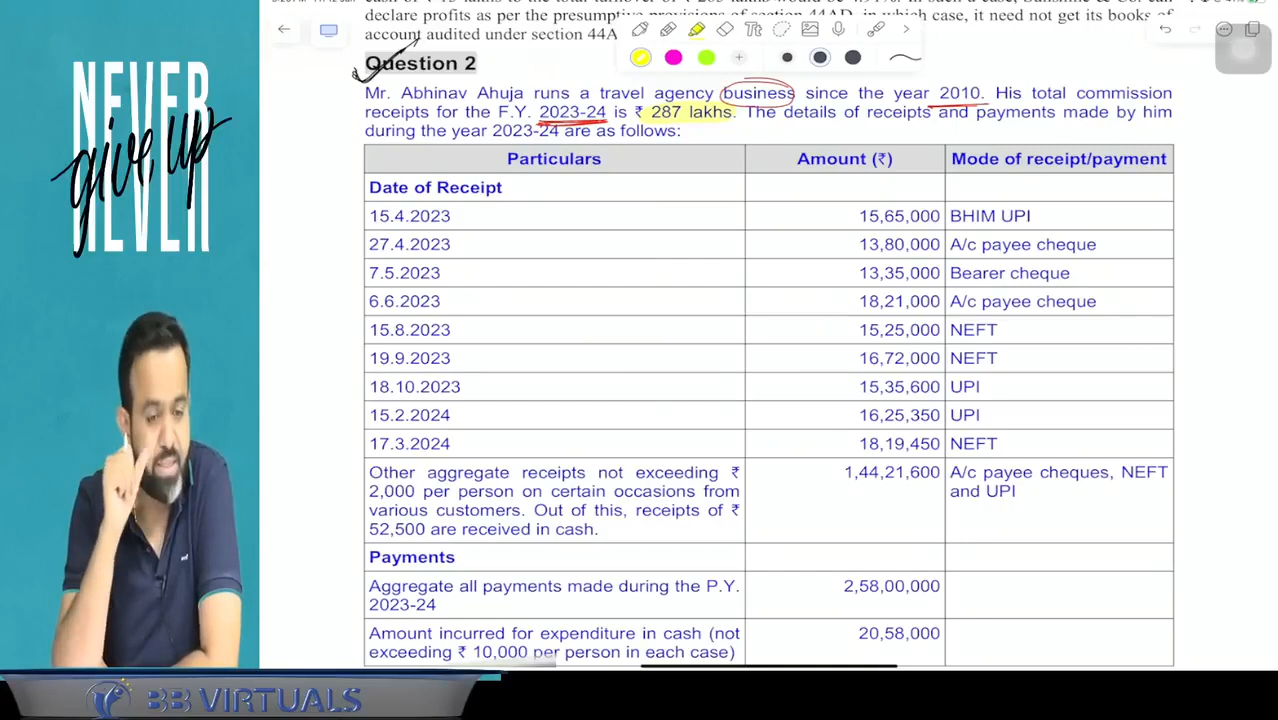 declare profits as per the presumptive provisions of section 44AD, in which case, it need not get its books of
account audited under section 44A
Question 2
Mr. Abhinav Ahuja runs a travel agency business since the year 2010. His total commission
receipts for the F.Y. 2023-24 is ₹ 287 lakhs. The details of receipts and payments made by him
during the year 2023-24 are as follows:
Particulars Amount (₹) Mode of receipt/payment
Date of Receipt
15.4.2023 15,65,000 BHIM UPI
27.4.2023 13,80,000 A/c payee cheque
7.5.2023 13,35,000 Bearer cheque
6.6.2023 18,21,000 A/c payee cheque
15.8.2023 15,25,000 NEFT
19.9.2023 16,72,000 NEFT
18.10.2023 15,35,600 UPI
15.2.2024 16,25,350 UPI
17.3.2024 18,19,450 NEFT
Other aggregate receipts not exceeding ₹ 1,44,21,600 A/c payee cheques, NEFT
2,000 per person on certain occasions from and UPI
various customers. Out of this, receipts of ₹
52,500 are received in cash.
Payments
Aggregate all payments made during the P.Y. 2,58,00,000
2023-24
Amount incurred for expenditure in cash (not 20,58,000
exceeding ₹ 10,000 per person in each case)
NEVER
give up
NEVER
BB VIRTUALS